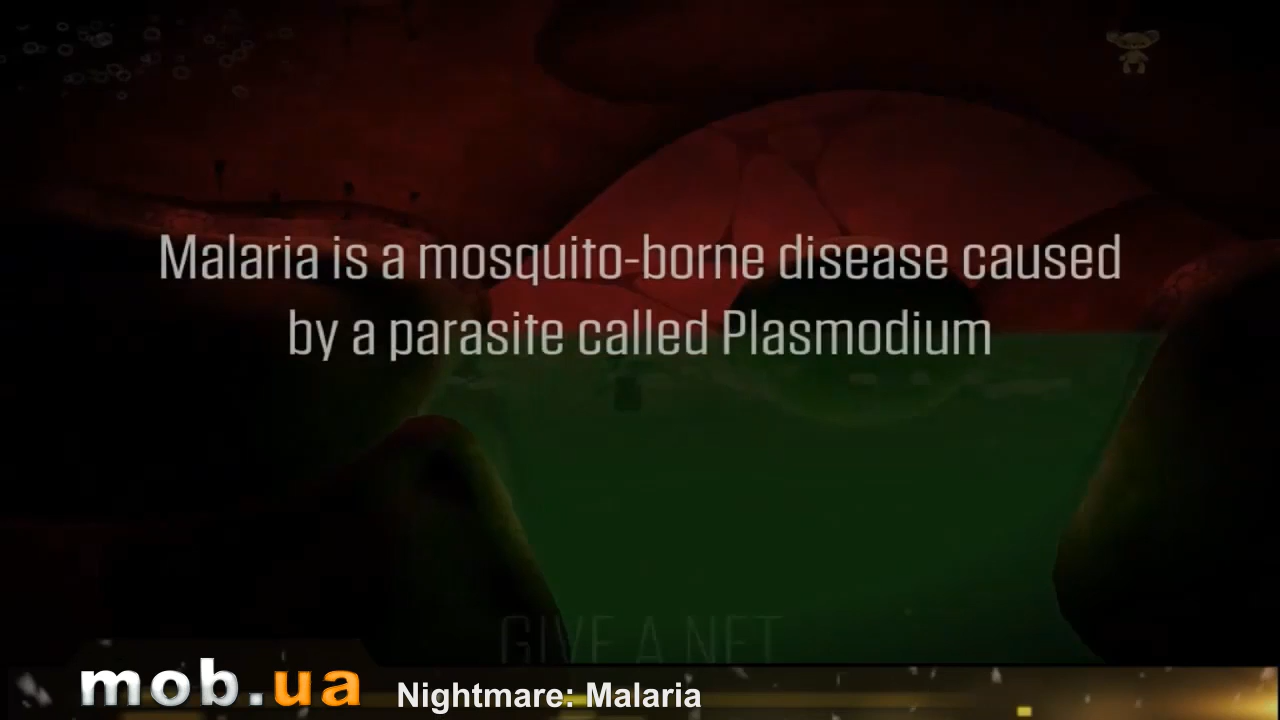 Malaria is a mosquito-borne disease caused
by a parasite called Plasmodium
GIVE A NET
mob.ua
Nightmare: Malaria